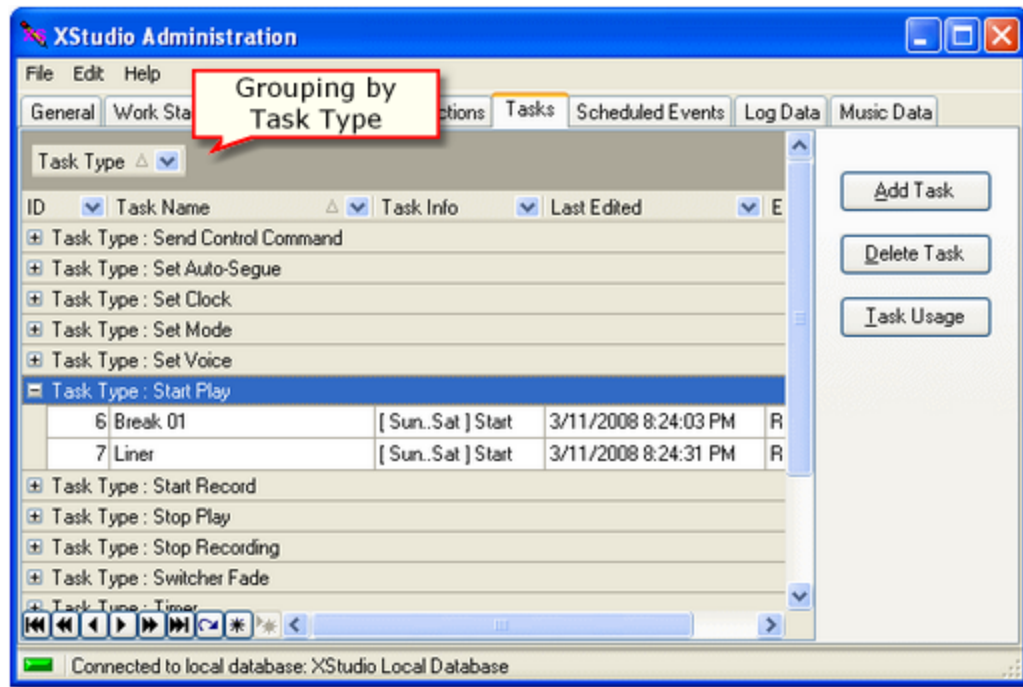 XStudio Administration
File Edit Help
Grouping by
Task Type
General Work Sta ctions Tasks Scheduled Events Log Data Music Data
Task Type
ID Task Name Task Info Last Edited E
Task Type : Send Control Command
Task Type : Set Auto-Segue
Task Type : Set Clock
Task Type : Set Mode
Task Type : Set Voice
Task Type : Start Play
6 Break 01 [ Sun..Sat ] Start 3/11/2008 8:24:03 PM R
7 Liner [ Sun..Sat ] Start 3/11/2008 8:24:31 PM R
Task Type : Start Record
Task Type : Stop Play
Task Type : Stop Recording
Task Type : Switcher Fade
Task Type : Timer
Add Task
Delete Task
Task Usage
Connected to local database: XStudio Local Database